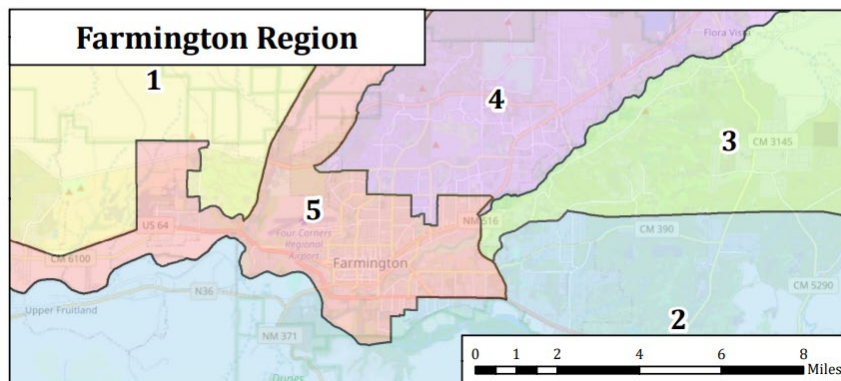 Farmington Region
Flora Vista
1
4
3
CM 3145
5
US 64
NM 516
Four Corners
Regional
Airport
CM 390
CM 6100
Farmington
N36
CM 5290
Upper Fruitland
2
NM 371
0 1 2 4 6 8
Miles